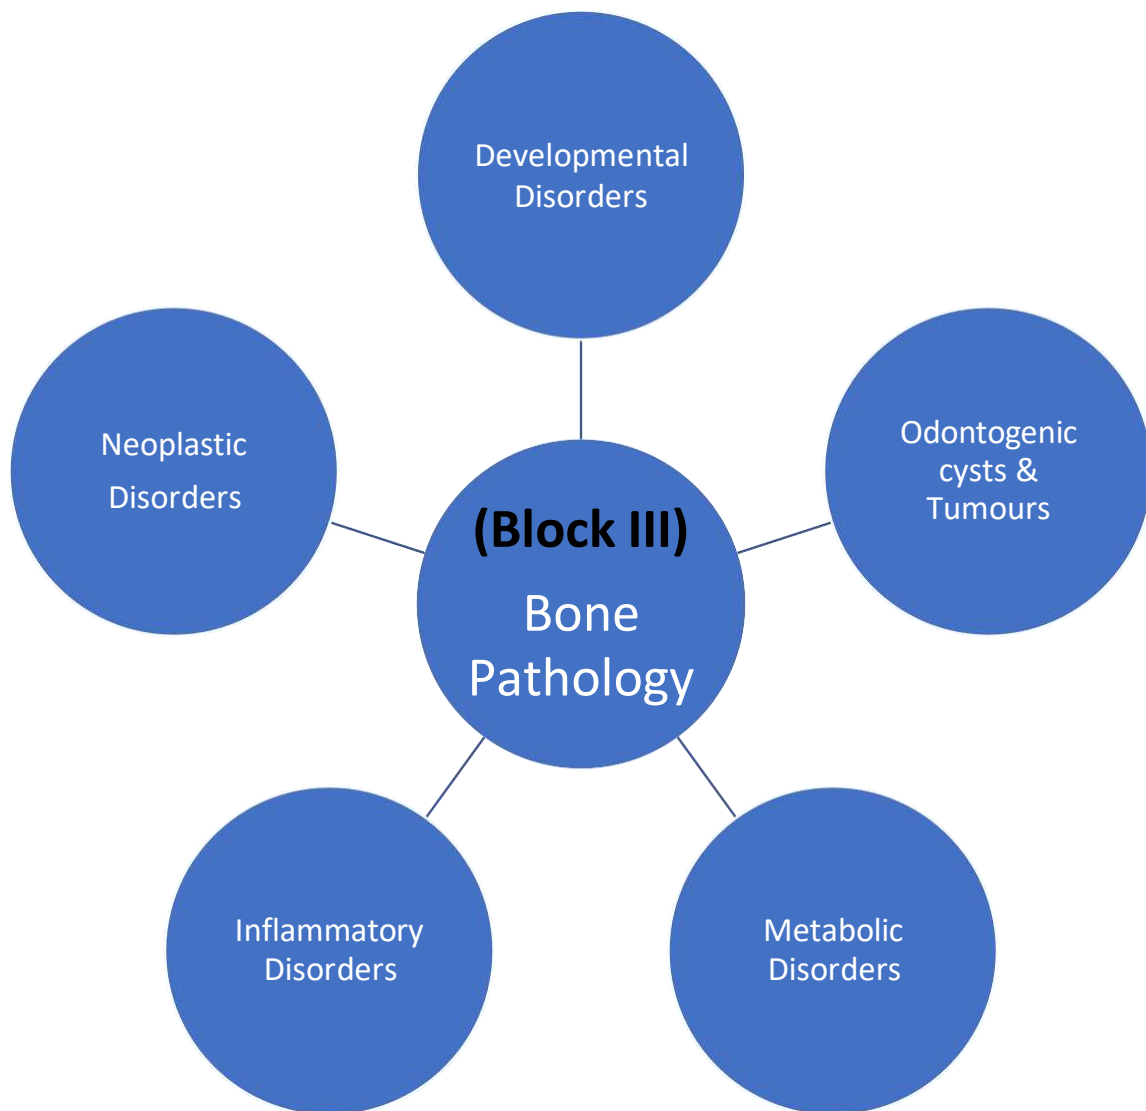 Developmental
Disorders
Neoplastic
Disorders
Odontogenic
cysts &
Tumours
(Block III)
Bone
Pathology
Inflammatory
Disorders
Metabolic
Disorders